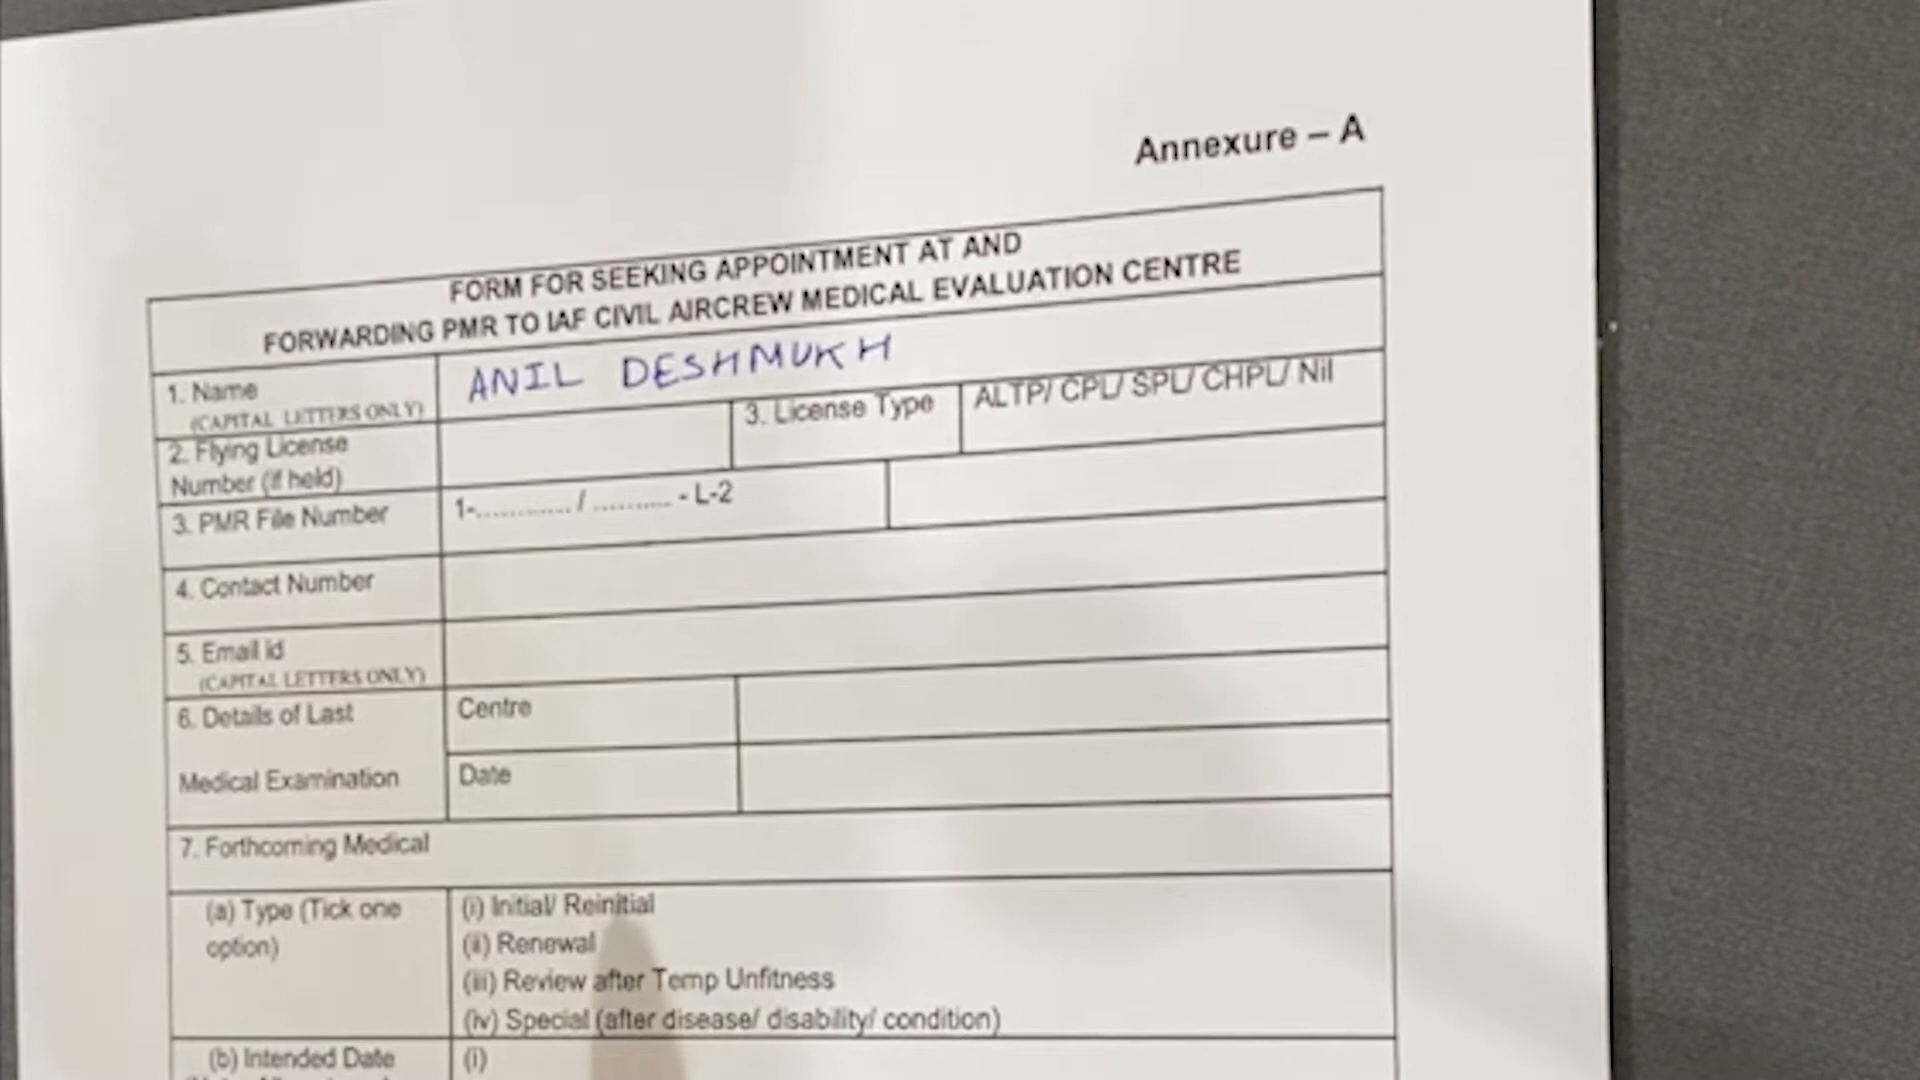 Annexure – A
FORM FOR SEEKING APPOINTMENT AT AND
FORWARDING PMR TO IAF CIVIL AIRCREW MEDICAL EVALUATION CENTRE
1. Name
(CAPITAL LETTERS ONLY)
ANIL DESHMUKH
2. Flying License
Number (if held)
3. License Type
ALTP/ CPL/ SPL/ CHPL/ Nil
3. PMR File Number
1-............ / .......... - L-2
4. Contact Number
5. Email id
(CAPITAL LETTERS ONLY)
6. Details of Last
Medical Examination
Centre
Date
7. Forthcoming Medical
(a) Type (Tick one
option)
(i) Initial/ Reinitial
(ii) Renewal
(iii) Review after Temp Unfitness
(iv) Special (after disease/ disability/ condition)
(b) Intended Date
(i)